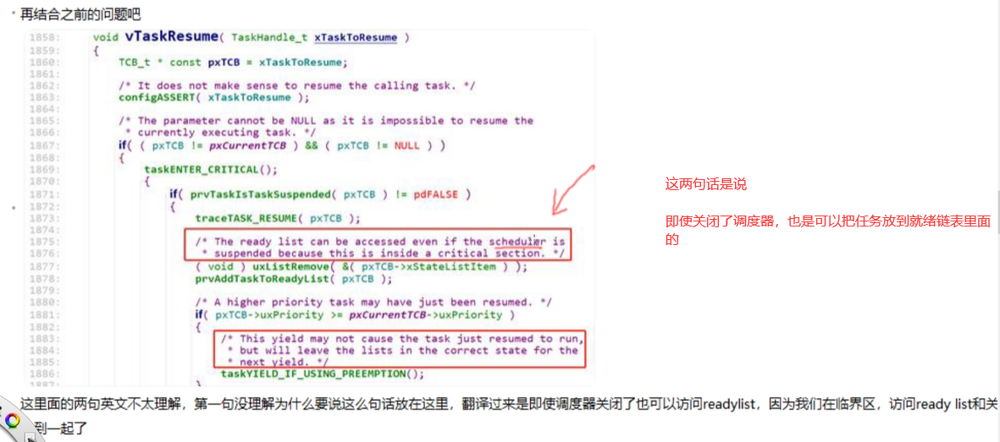 再结合之前的问题吧
1858: void vTaskResume( TaskHandle_t xTaskToResume )
1859: {
1860: TCB_t * const pxTCB = xTaskToResume;
1861:
1862: /* It does not make sense to resume the calling task. */
1863: configASSERT( xTaskToResume );
1864:
1865: /* The parameter cannot be NULL as it is impossible to resume the
1866: * currently executing task. */
1867: if( ( pxTCB != pxCurrentTCB ) && ( pxTCB != NULL ) )
1868: {
1869: taskENTER_CRITICAL();
1870: {
1871: if( prvTaskIsTaskSuspended( pxTCB ) != pdFALSE )
1872: {
1873: traceTASK_RESUME( pxTCB );
1874:
1875: /* The ready list can be accessed even if the scheduler is
1876: * suspended because this is inside a critical section. */
1877: ( void ) uxListRemove( &( pxTCB->xStateListItem ) );
1878: prvAddTaskToReadyList( pxTCB );
1879:
1880: /* A higher priority task may have just been resumed. */
1881: if( pxTCB->uxPriority >= pxCurrentTCB->uxPriority )
1882: {
1883: /* This yield may not cause the task just resumed to run,
1884: * but will leave the lists in the correct state for the
1885: * next yield. */
1886: taskYIELD_IF_USING_PREEMPTION();
1887: }
这两句话是说
即使关闭了调度器，也是可以把任务放到就绪链表里面
的
这里面的两句英文不太理解，第一句没理解为什么要说这么句话放在这里，翻译过来是即使调度器关闭了也可以访问readylist，因为我们在临界区，访问ready list和关
到一起了